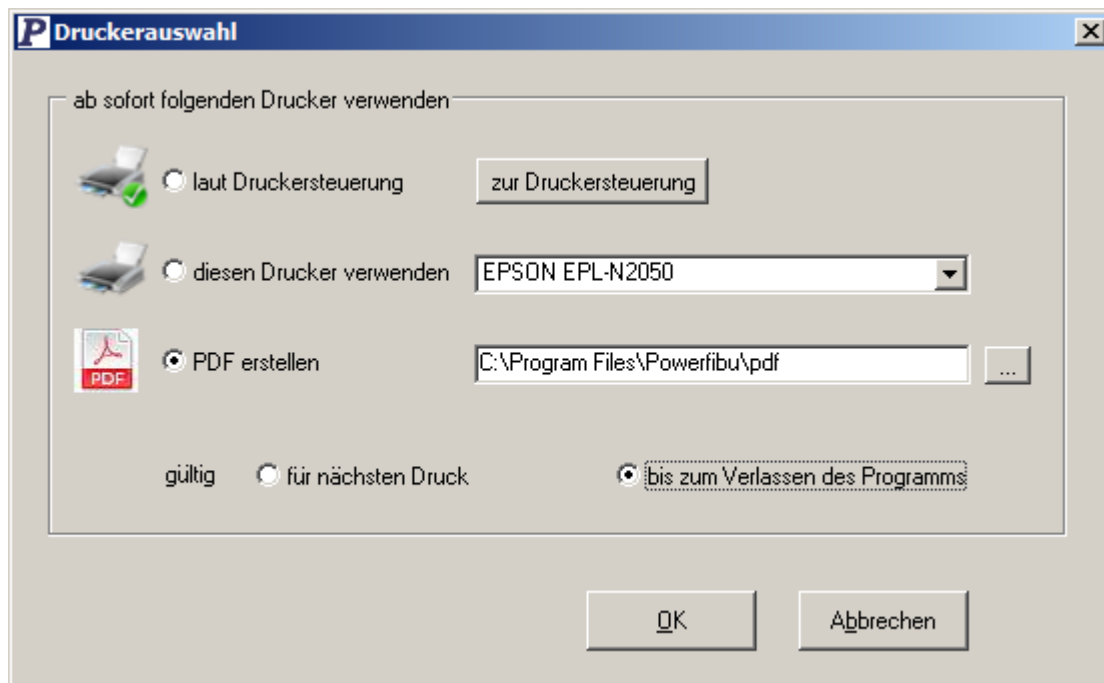 P Druckerauswahl
ab sofort folgenden Drucker verwenden
laut Druckersteuerung zur Druckersteuerung
diesen Drucker verwenden EPSON EPL-N2050
PDF PDF erstellen C:\Program Files\Powerfibu\pdf ...
gültig für nächsten Druck bis zum Verlassen des Programms
OK Abbrechen